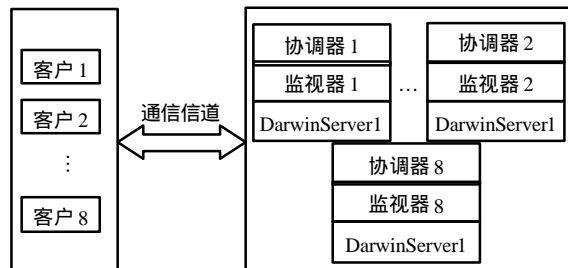 客户 1
客户 2
⋮
客户 8
通信信道
协调器 1
监视器 1
DarwinServer1
…
协调器 2
监视器 2
DarwinServer1
协调器 8
监视器 8
DarwinServer1